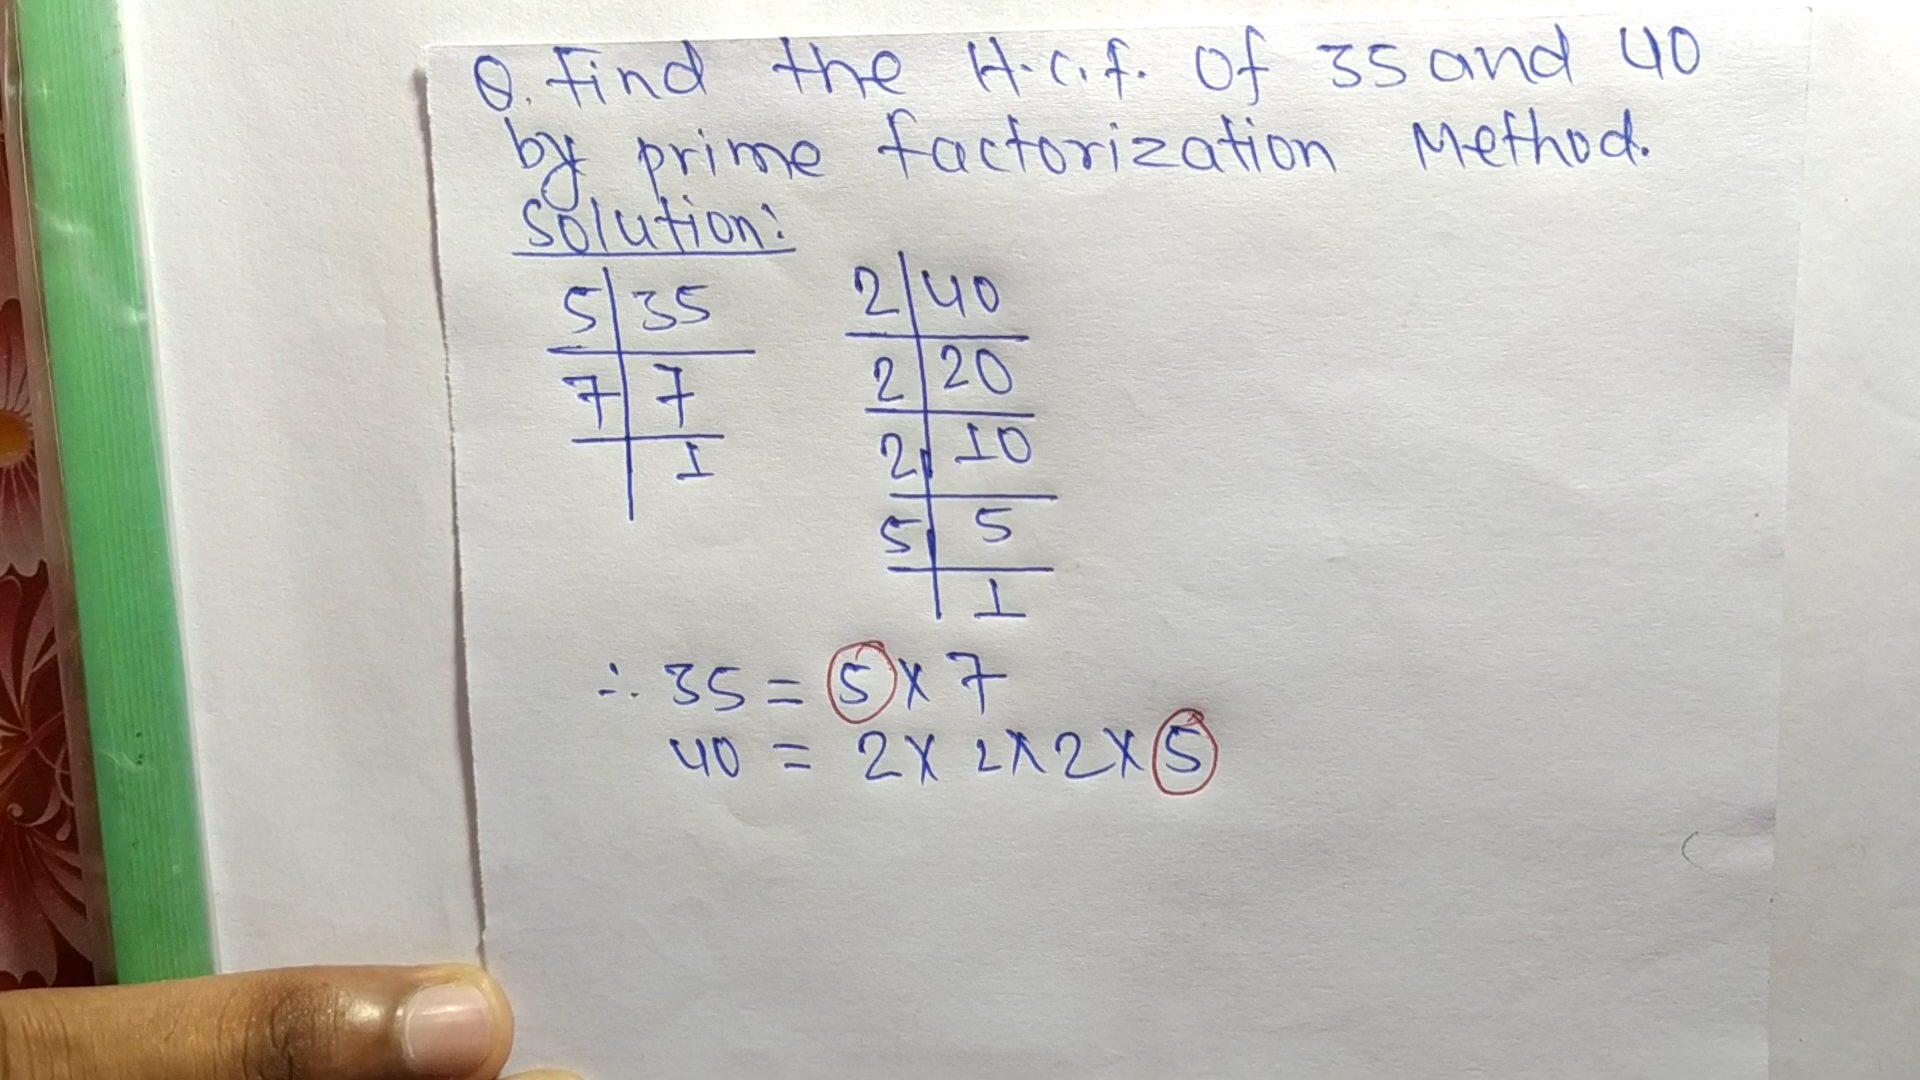 Q. Find the H.C.f. Of 35 and 40
by prime factorization Method.
Solution:
5 | 35
7 | 7
1
2 | 40
2 | 20
2 | 10
5 | 5
1
∴ 35 = 5 X 7
40 = 2 X 2 X 2 X 5